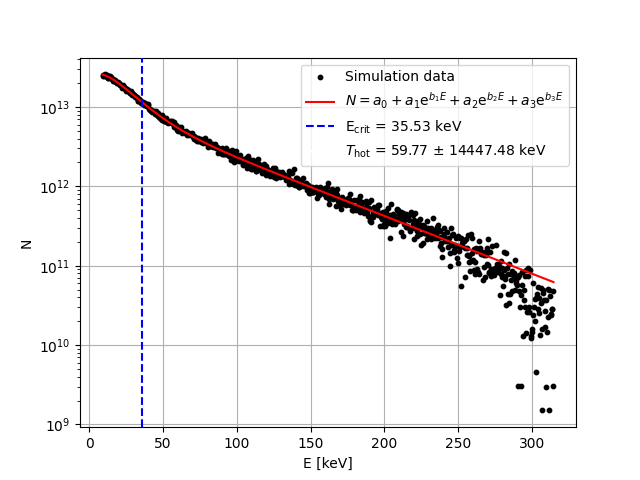 Simulation data
N = a₀ + a₁e^{b₁E} + a₂e^{b₂E} + a₃e^{b₃E}
E_crit = 35.53 keV
T_hot = 59.77 ± 14447.48 keV
N
10¹³
10¹²
10¹¹
10¹⁰
10⁹
0 50 100 150 200 250 300
E [keV]